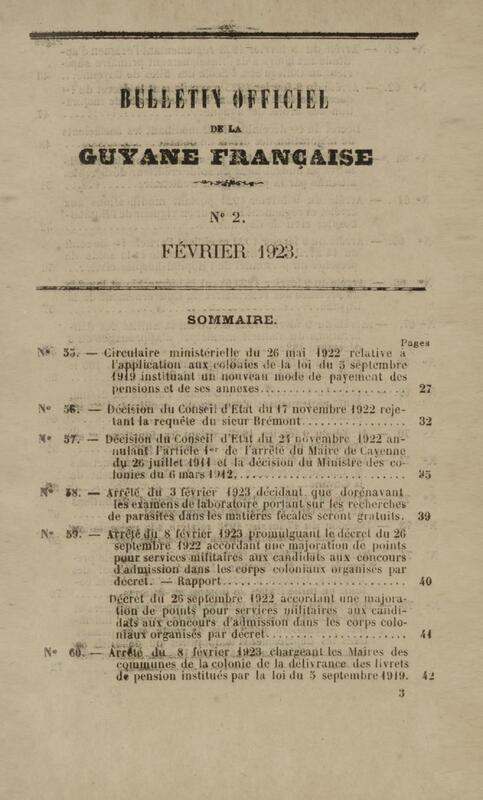 BULLETIN OFFICIEL
DE LA
GUYANE FRANÇAISE
N° 2.
FÉVRIER 1923.
SOMMAIRE.
Pages
N° 55. — Circulaire ministérielle du 26 mai 1922 relative à
l'application aux colonies de la loi du 5 septembre
1919 instituant un nouveau mode de payement des
pensions et de ses annexes........................ 27
N° 56. — Décision du Conseil d'Etat du 17 novembre 1922 reje-
tant la requête du sieur Brémont.................. 32
N° 57. — Décision du Conseil d'Etat du 24 novembre 1922 an-
nulant l'article 1er de l'arrêté du Maire de Cayenne
du 26 juillet 1911 et la décision du Ministre des co-
lonies du 6 mars 1912............................ 35
N° 58. — Arrêté du 3 février 1923 décidant que dorénavant
les examens de laboratoire portant sur les recherches
de parasites dans les matières fécales seront gratuits. 39
N° 59. — Arrêté du 8 février 1923 promulguant le décret du 26
septembre 1922 accordant une majoration de points
pour services militaires aux candidats aux concours
d'admission dans les corps coloniaux organisés par
décret. — Rapport................................ 40
Décret du 26 septembre 1922 accordant une majora-
tion de points pour services militaires aux candi-
dats aux concours d'admission dans les corps colo-
niaux organisés par décret........................ 41
N° 60. — Arrêté du 8 février 1923 chargeant les Maires des
communes de la colonie de la délivrance des livrets
de pension institués par la loi du 5 septembre 1919. 42
3